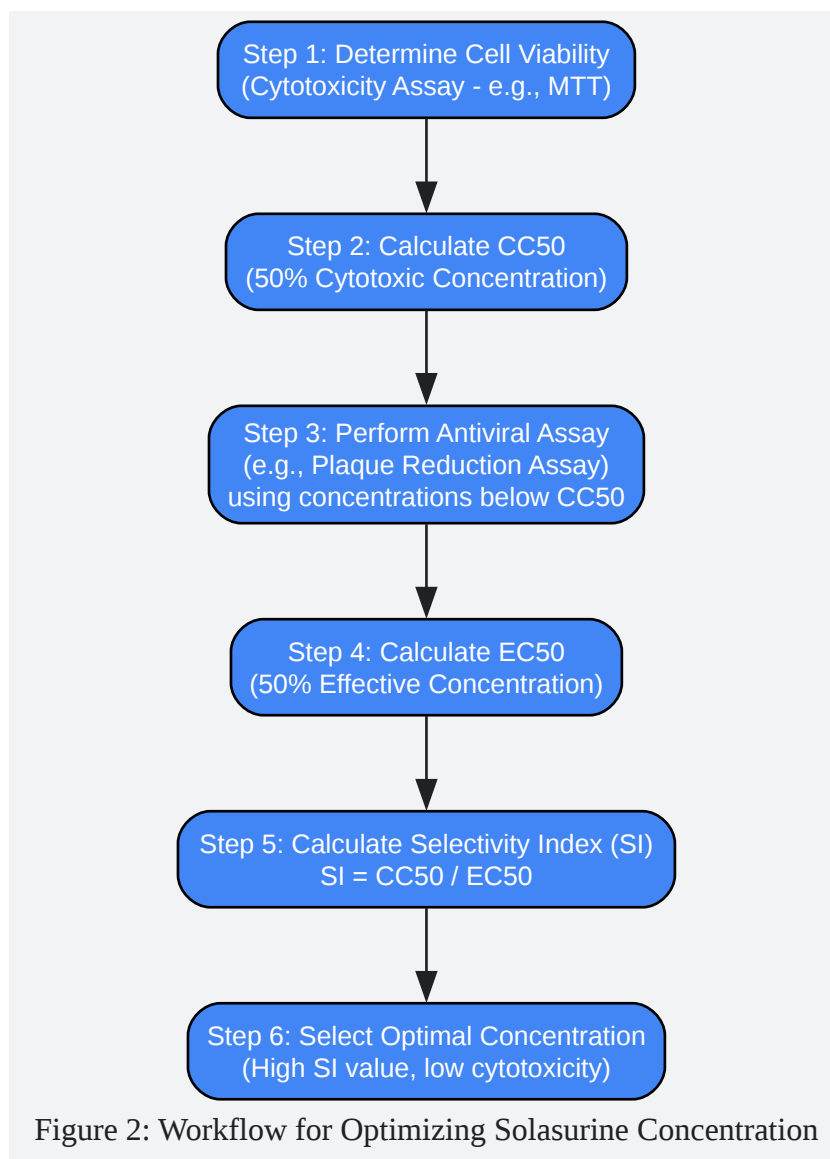 Step 1: Determine Cell Viability
(Cytotoxicity Assay - e.g., MTT)
Step 2: Calculate CC50
(50% Cytotoxic Concentration)
Step 3: Perform Antiviral Assay
(e.g., Plaque Reduction Assay)
using concentrations below CC50
Step 4: Calculate EC50
(50% Effective Concentration)
Step 5: Calculate Selectivity Index (SI)
SI = CC50 / EC50
Step 6: Select Optimal Concentration
(High SI value, low cytotoxicity)
Figure 2: Workflow for Optimizing Solasurine Concentration